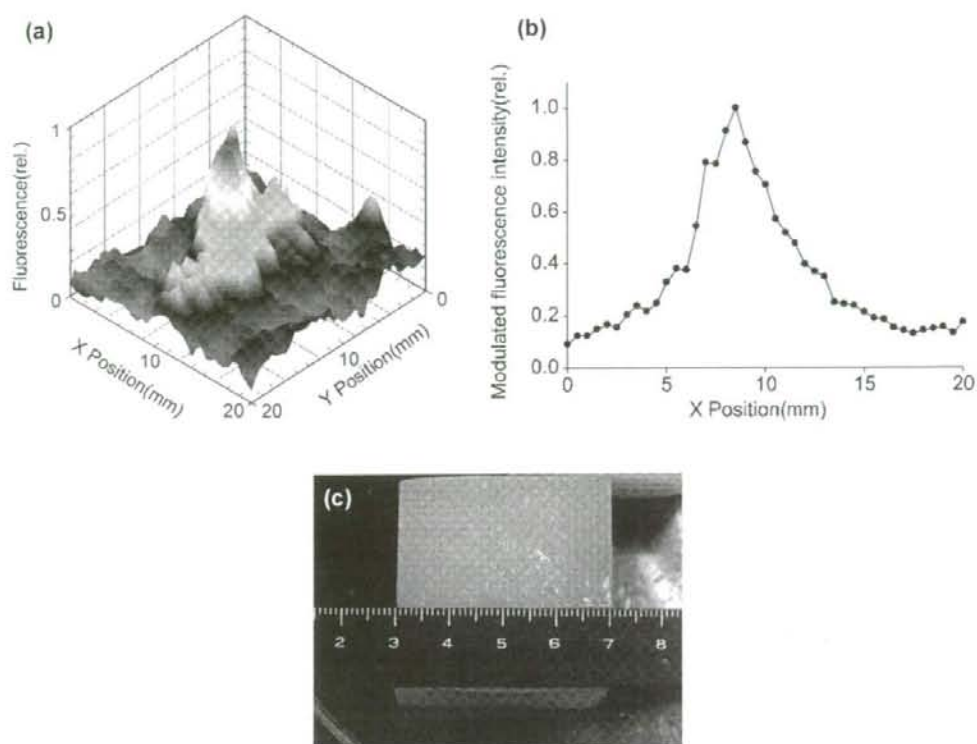 (a)
Fluorescence(rel.)
1
0.5
0
X Position(mm)
10
20
Y Position(mm)
0
10
20
(b)
Modulated fluorescence intensity(rel.)
1.0
0.8
0.6
0.4
0.2
0.0
0 5 10 15 20
X Position(mm)
(c)
2 3 4 5 6 7 8